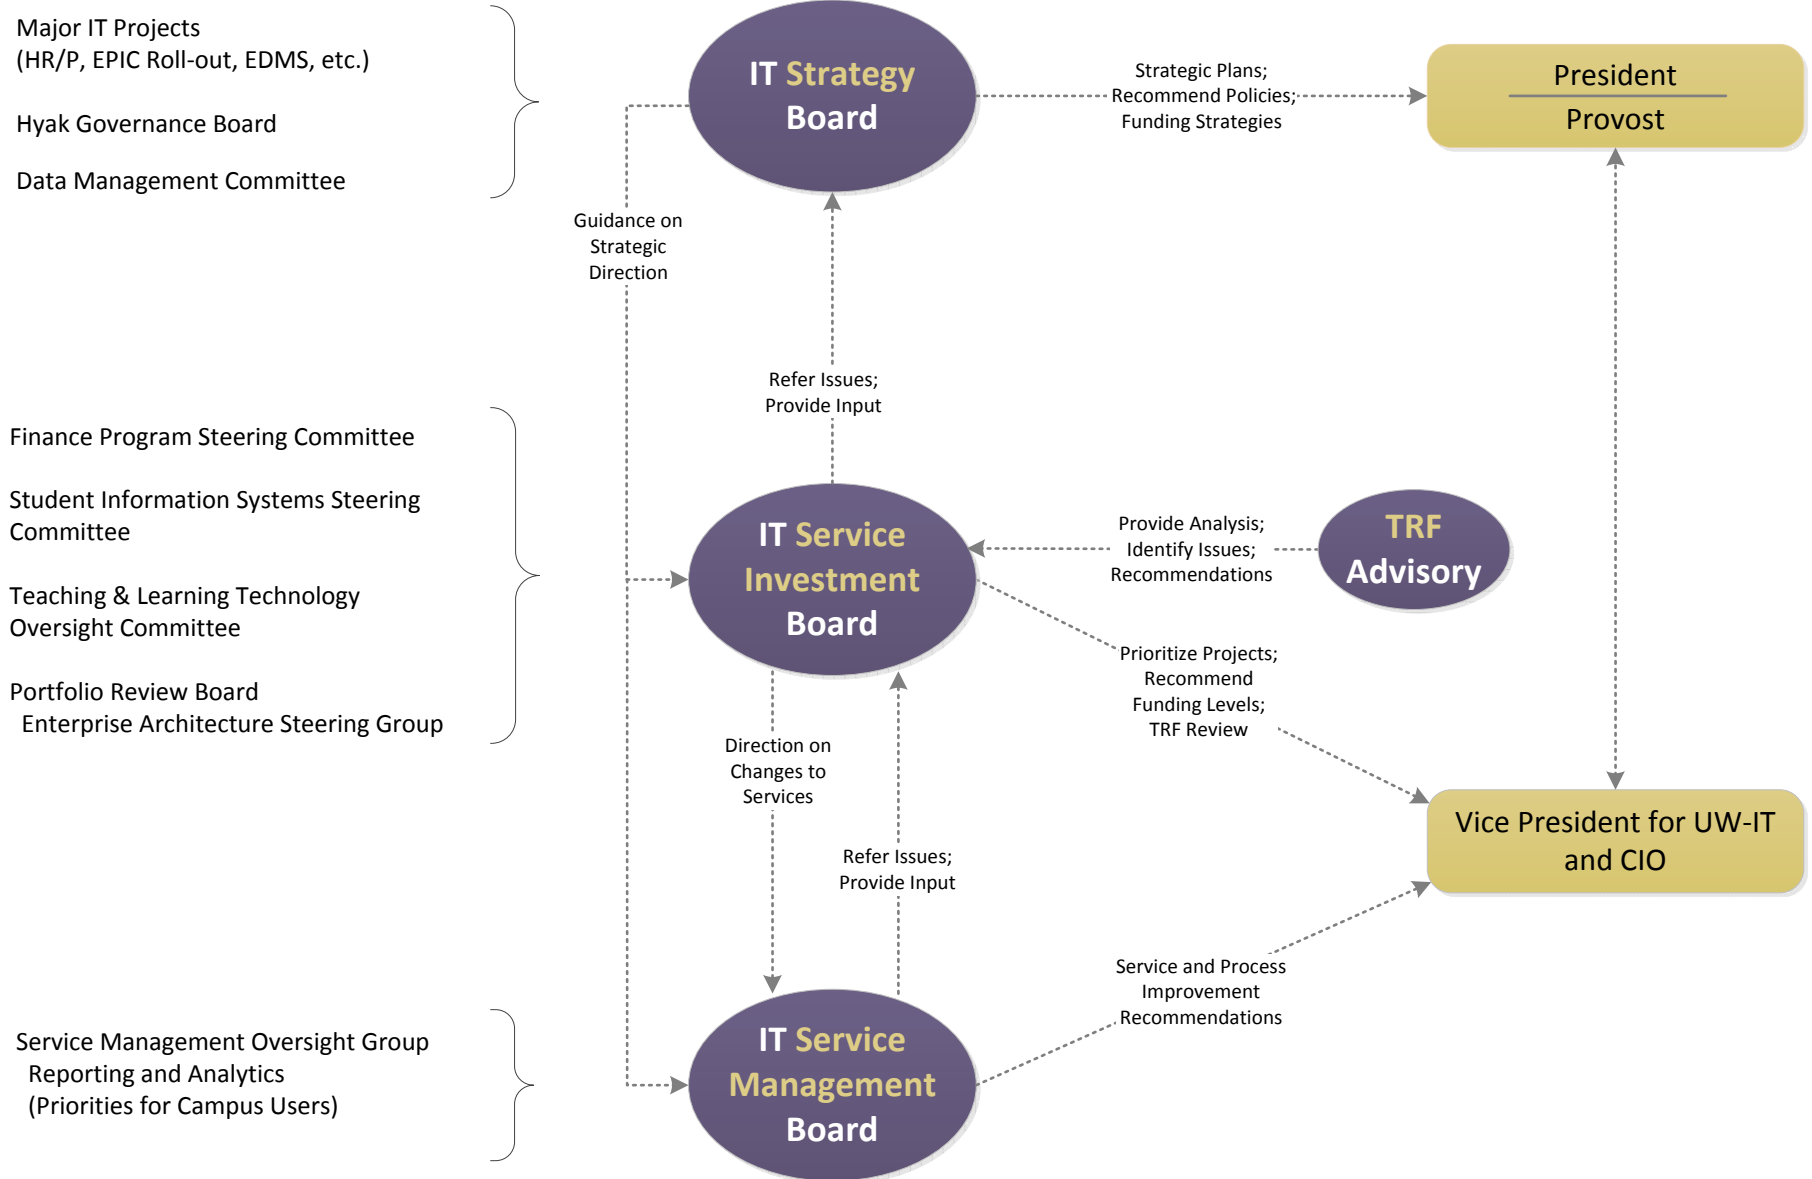 Major IT Projects
(HR/P, EPIC Roll-out, EDMS, etc.)
Hyak Governance Board
Data Management Committee
IT Strategy
Board
Strategic Plans;
Recommend Policies;
Funding Strategies
President
Provost
Guidance on
Strategic
Direction
Refer Issues;
Provide Input
Finance Program Steering Committee
Student Information Systems Steering
Committee
Teaching & Learning Technology
Oversight Committee
Portfolio Review Board
Enterprise Architecture Steering Group
IT Service
Investment
Board
Provide Analysis;
Identify Issues;
Recommendations
TRF
Advisory
Prioritize Projects;
Recommend
Funding Levels;
TRF Review
Direction on
Changes to
Services
Refer Issues;
Provide Input
Vice President for UW-IT
and CIO
Service and Process
Improvement
Recommendations
Service Management Oversight Group
Reporting and Analytics
(Priorities for Campus Users)
IT Service
Management
Board